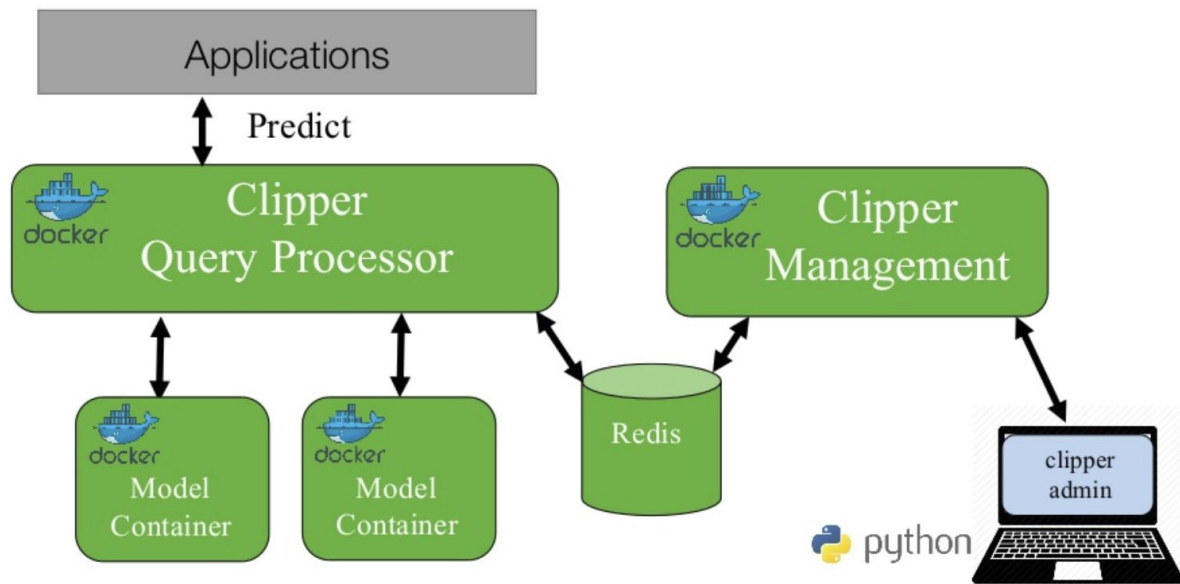 Applications
Predict
docker
Clipper
Query Processor
docker
Clipper
Management
docker
Model
Container
docker
Model
Container
Redis
clipper
admin
python